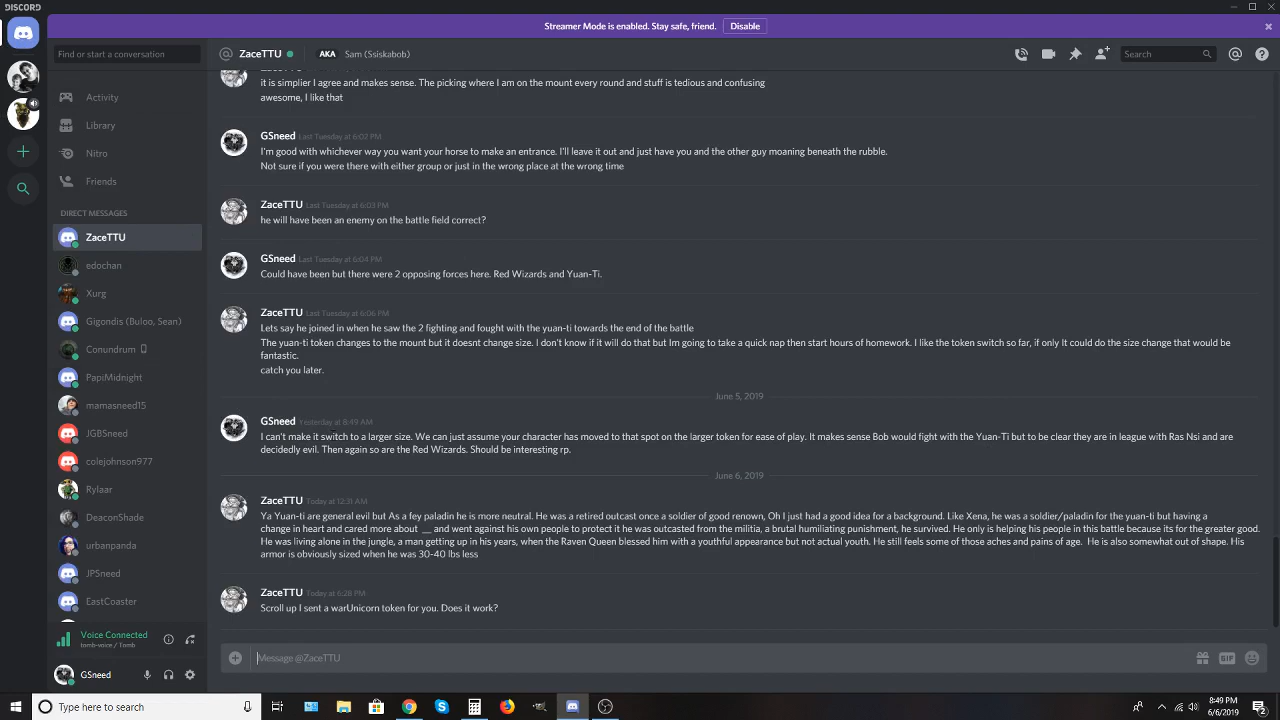 DISCORD
Streamer Mode is enabled. Stay safe, friend. Disable
Find or start a conversation
@ ZaceTTU AKA Sam (Ssiskabob)
Search
Activity
Library
Nitro
Friends
DIRECT MESSAGES
ZaceTTU
edochan
Xurg
Gigondis (Buloo, Sean)
Conundrum
PapiMidnight
mamasneed15
JGBSneed
colejohnson977
Rylaar
DeaconShade
urbanpanda
JPSneed
EastCoaster
Voice Connected
tomb-voice / Tomb
GSneed
it is simplier I agree and makes sense. The picking where I am on the mount every round and stuff is tedious and confusing
awesome, I like that
GSneed Last Tuesday at 6:02 PM
I'm good with whichever way you want your horse to make an entrance. I'll leave it out and just have you and the other guy moaning beneath the rubble.
Not sure if you were there with either group or just in the wrong place at the wrong time
ZaceTTU Last Tuesday at 6:03 PM
he will have been an enemy on the battle field correct?
GSneed Last Tuesday at 6:04 PM
Could have been but there were 2 opposing forces here. Red Wizards and Yuan-Ti.
ZaceTTU Last Tuesday at 6:06 PM
Lets say he joined in when he saw the 2 fighting and fought with the yuan-ti towards the end of the battle
The yuan-ti token changes to the mount but it doesnt change size. I don't know if it will do that but Im going to take a quick nap then start hours of homework. I like the token switch so far, if only It could do the size change that would be
fantastic.
catch you later.
June 5, 2019
GSneed Yesterday at 8:49 AM
I can't make it switch to a larger size. We can just assume your character has moved to that spot on the larger token for ease of play. It makes sense Bob would fight with the Yuan-Ti but to be clear they are in league with Ras Nsi and are
decidedly evil. Then again so are the Red Wizards. Should be interesting rp.
June 6, 2019
ZaceTTU Today at 12:31 AM
Ya Yuan-ti are general evil but As a fey paladin he is more neutral. He was a retired outcast once a soldier of good renown, Oh I just had a good idea for a background. Like Xena, he was a soldier/paladin for the yuan-ti but having a
change in heart and cared more about ___and went against his own people to protect it he was outcasted from the militia, a brutal humiliating punishment, he survived. He only is helping his people in this battle because its for the greater good.
He was living alone in the jungle, a man getting up in his years, when the Raven Queen blessed him with a youthful appearance but not actual youth. He still feels some of those aches and pains of age. He is also somewhat out of shape. His
armor is obviously sized when he was 30-40 lbs less
ZaceTTU Today at 6:28 PM
Scroll up I sent a warUnicorn token for you. Does it work?
Message @ZaceTTU
GIF
Type here to search
8:49 PM
6/6/2019